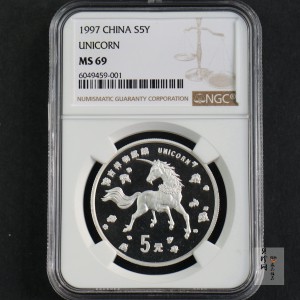 1997 CHINA S5Y
UNICORN
MS 69
6049459-001
NUMISMATIC GUARANTY CORPORATION
NGC
UNICORN
5元